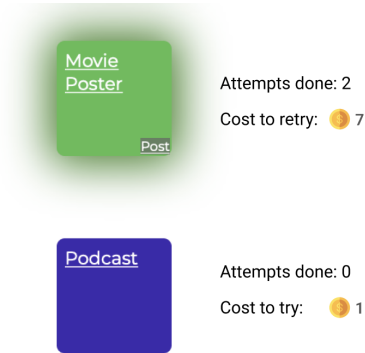 Movie
Poster
Post
Attempts done: 2
Cost to retry: 7
Podcast
Attempts done: 0
Cost to try: 1